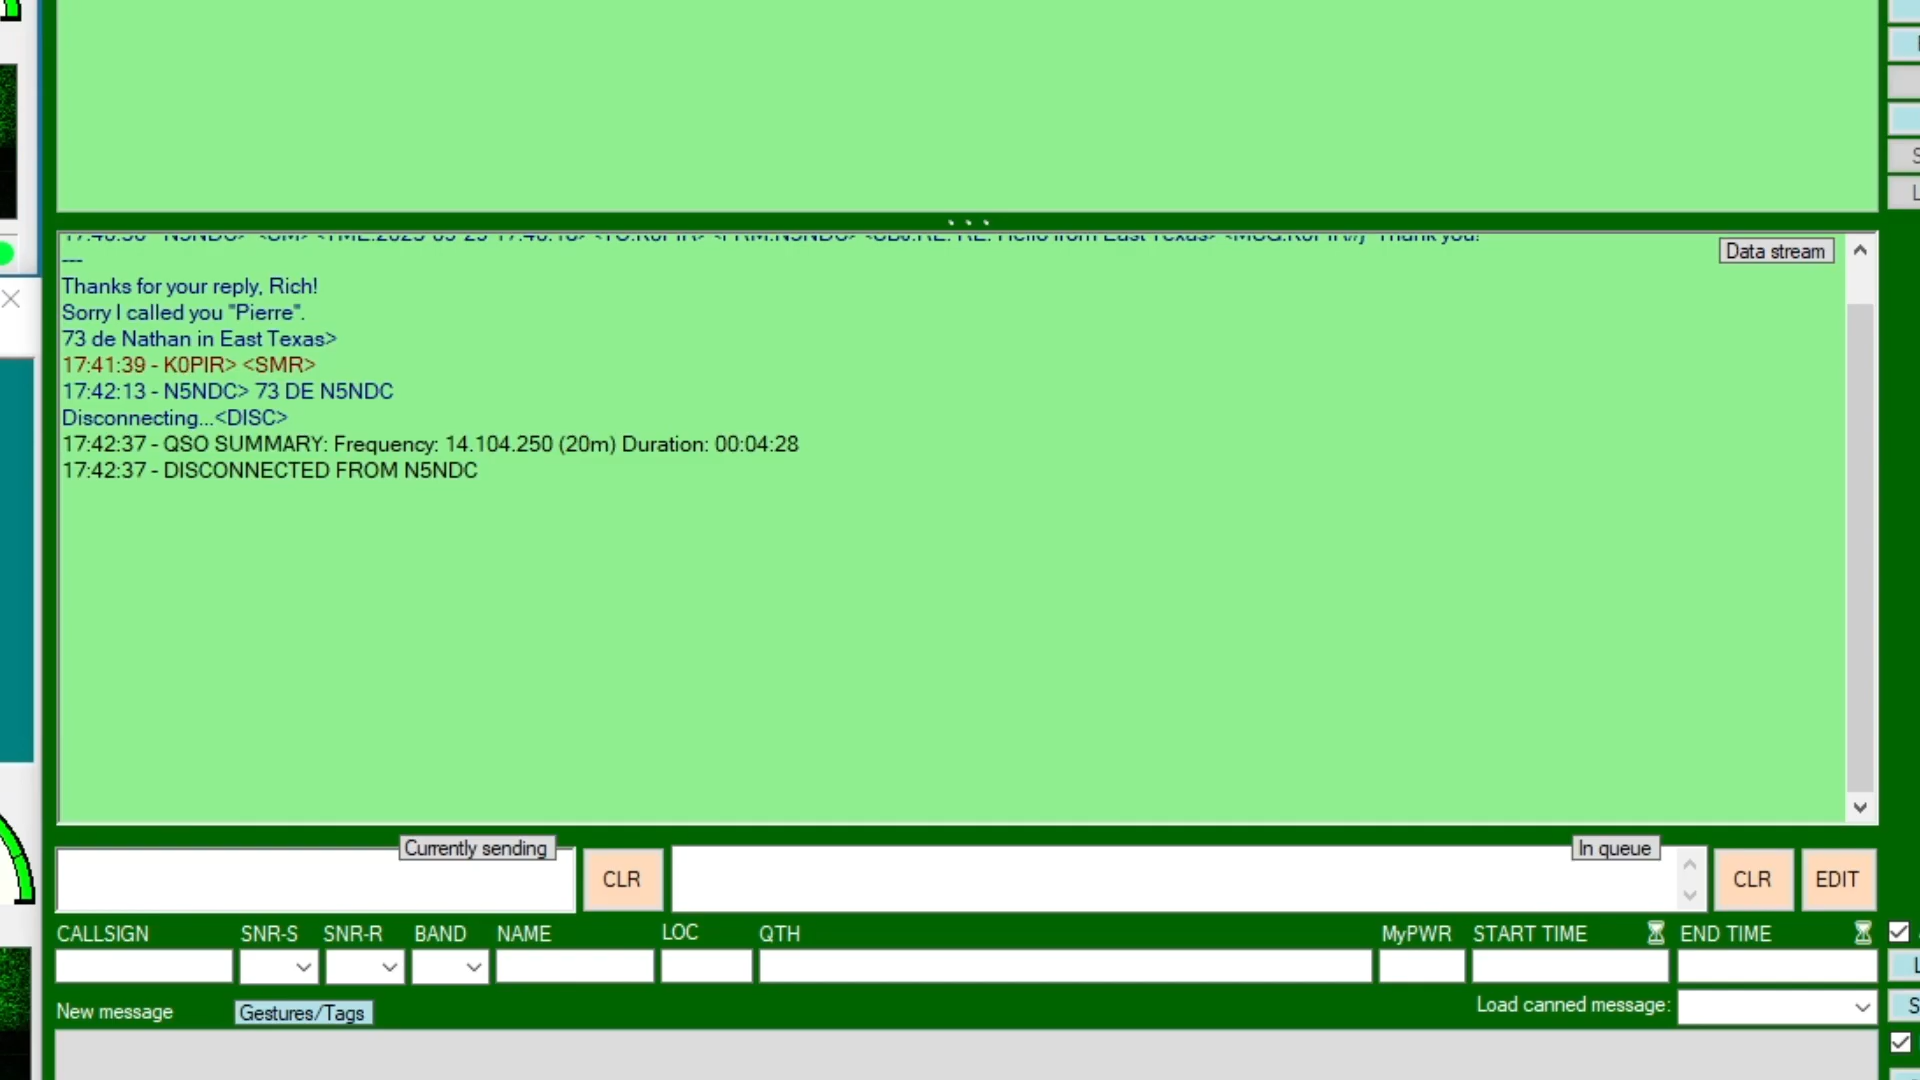 Data stream
---
Thanks for your reply, Rich!
Sorry I called you "Pierre".
73 de Nathan in East Texas>
17:41:39 - K0PIR> <SMR>
17:42:13 - N5NDC> 73 DE N5NDC
Disconnecting...<DISC>
17:42:37 - QSO SUMMARY: Frequency: 14.104.250 (20m) Duration: 00:04:28
17:42:37 - DISCONNECTED FROM N5NDC
Currently sending
In queue
CLR
CLR
EDIT
CALLSIGN SNR-S SNR-R BAND NAME LOC QTH MyPWR START TIME END TIME
New message Gestures/Tags Load canned message: